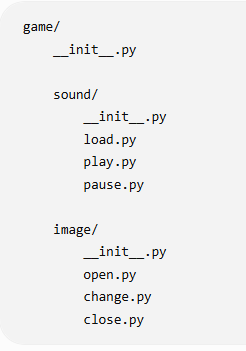 game/
    __init__.py

    sound/
        __init__.py
        load.py
        play.py
        pause.py

    image/
        __init__.py
        open.py
        change.py
        close.py